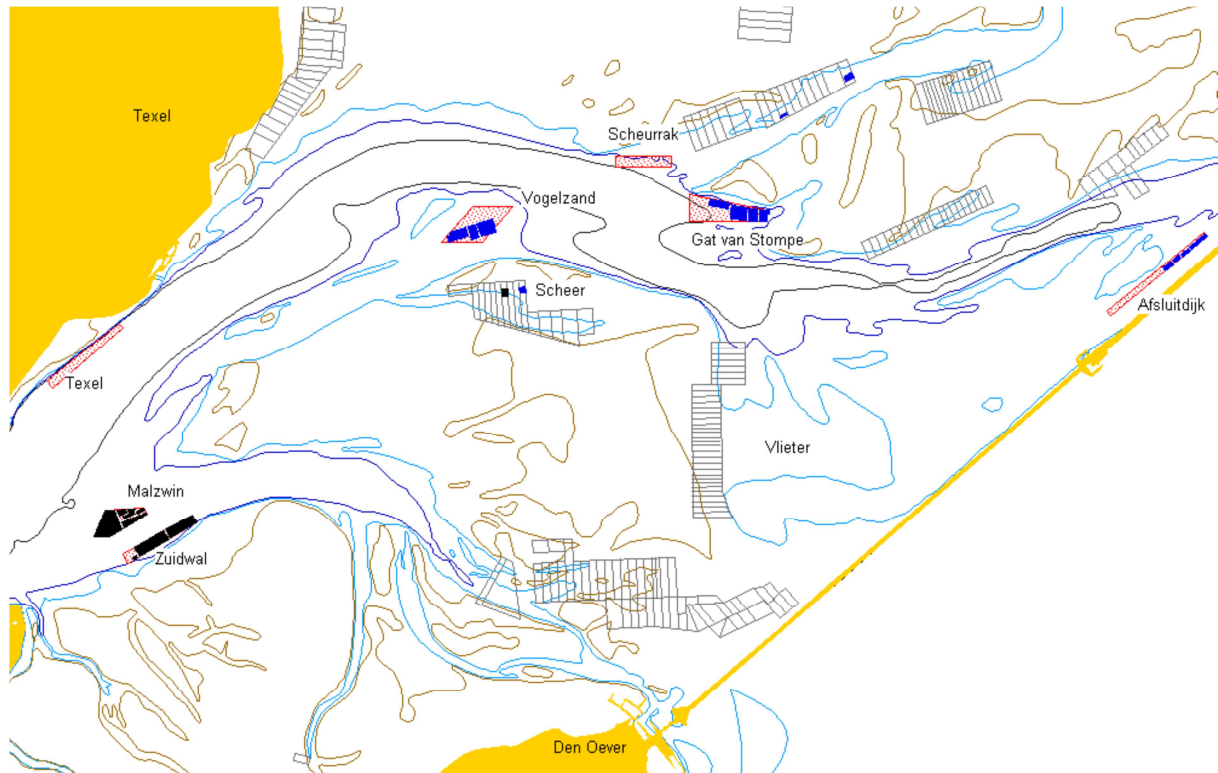 Texel
Scheurrak
Vogelzand
Gat van Stompe
Scheer
Afsluitdijk
Texel
Vlieter
Malzwin
Zuidwal
Den Oever